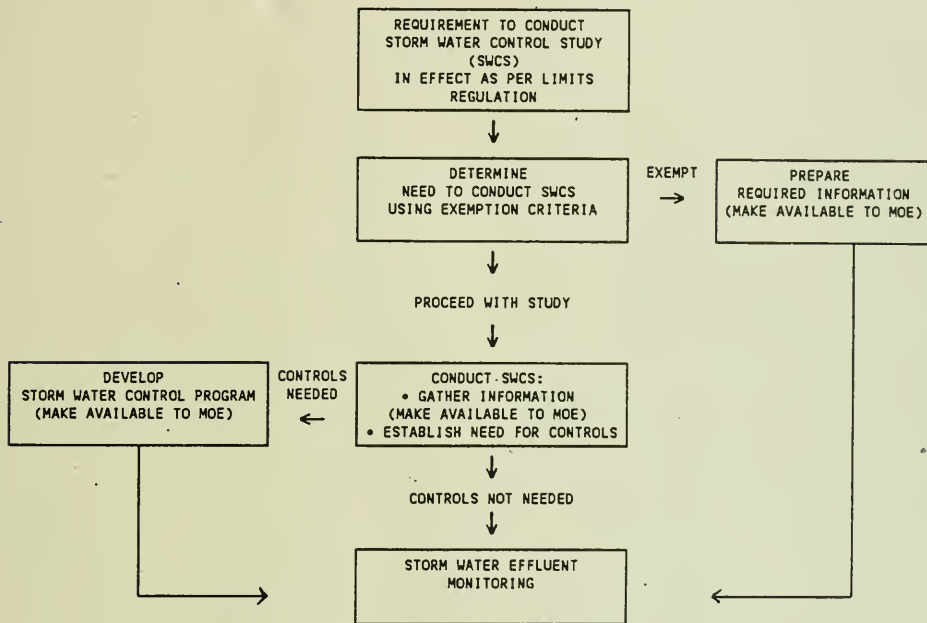 REQUIREMENT TO CONDUCT
STORM WATER CONTROL STUDY
(SWCS)
IN EFFECT AS PER LIMITS
REGULATION
DETERMINE
NEED TO CONDUCT SWCS
USING EXEMPTION CRITERIA
EXEMPT
PREPARE
REQUIRED INFORMATION
(MAKE AVAILABLE TO MOE)
PROCEED WITH STUDY
DEVELOP
STORM WATER CONTROL PROGRAM
(MAKE AVAILABLE TO MOE)
CONTROLS
NEEDED
CONDUCT SWCS:
• GATHER INFORMATION
(MAKE AVAILABLE TO MOE)
• ESTABLISH NEED FOR CONTROLS
CONTROLS NOT NEEDED
STORM WATER EFFLUENT
MONITORING